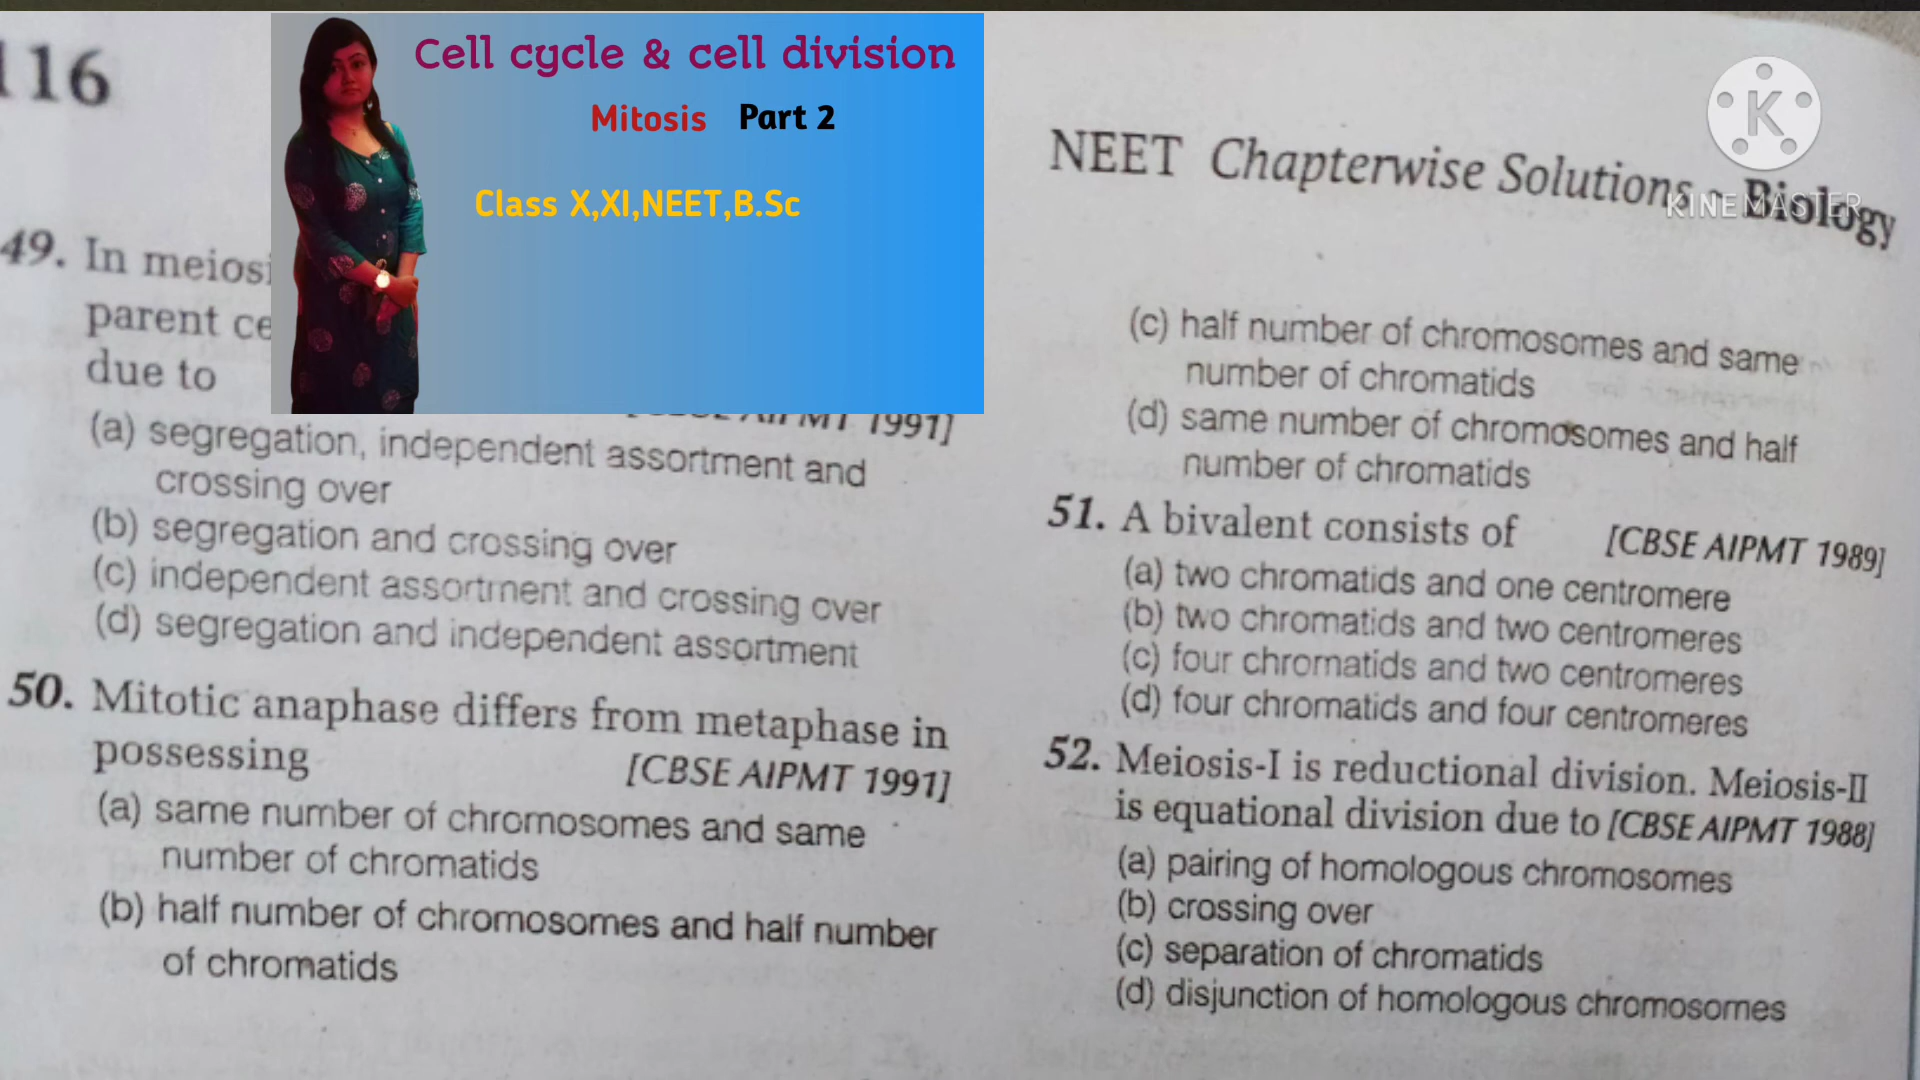 116
Cell cycle & cell division
Mitosis Part 2
Class X,XI,NEET,B.Sc
K
KINEMASTER
NEET Chapterwise Solutions ~ Biology
49. In meiosi
parent ce
due to
1991]
(a) segregation, independent assortment and
crossing over
(b) segregation and crossing over
(c) independent assortment and crossing over
(d) segregation and independent assortment
50. Mitotic anaphase differs from metaphase in
possessing [CBSE AIPMT 1991]
(a) same number of chromosomes and same
number of chromatids
(b) half number of chromosomes and half number
of chromatids
(c) half number of chromosomes and same
number of chromatids
(d) same number of chromosomes and half
number of chromatids
51. A bivalent consists of [CBSE AIPMT 1989]
(a) two chromatids and one centromere
(b) two chromatids and two centromeres
(c) four chromatids and two centromeres
(d) four chromatids and four centromeres
52. Meiosis-I is reductional division. Meiosis-II
is equational division due to [CBSE AIPMT 1988]
(a) pairing of homologous chromosomes
(b) crossing over
(c) separation of chromatids
(d) disjunction of homologous chromosomes